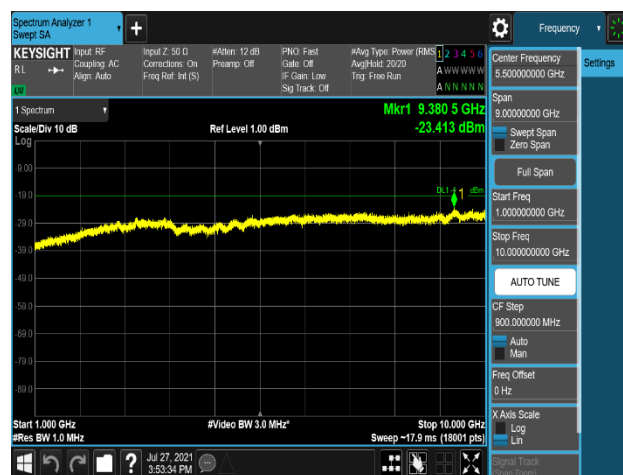 Spectrum Analyzer 1
Swept SA
Frequency
KEYSIGHT
RL
LXI
Input: RF
Coupling: AC
Align: Auto
Input Z: 50 Ω
Corrections: On
Freq Ref: Int (S)
#Atten: 12 dB
Preamp: Off
PNO: Fast
Gate: Off
IF Gain: Low
Sig Track: Off
#Avg Type: Power (RMS
Avg|Hold: 20/20
Trig: Free Run
1 2 3 4 5 6
A W W W W W
A N N N N N
1 Spectrum
Scale/Div 10 dB
Ref Level 1.00 dBm
Mkr1 9.380 5 GHz
-23.413 dBm
Log
-9.00
-19.0
-29.0
-39.0
-49.0
-59.0
-69.0
-79.0
-89.0
1
dBm
Start 1.000 GHz
#Video BW 3.0 MHz*
Stop 10.000 GHz
#Res BW 1.0 MHz
Sweep ~17.9 ms (18001 pts)
Jul 27, 2021
3:53:34 PM
?
Center Frequency
5.500000000 GHz
Span
9.00000000 GHz
Swept Span
Zero Span
Full Span
Start Freq
1.000000000 GHz
Stop Freq
10.000000000 GHz
AUTO TUNE
CF Step
900.000000 MHz
Auto
Man
Freq Offset
0 Hz
X Axis Scale
Log
Lin
Signal Track
(Span Zoom)
Settings